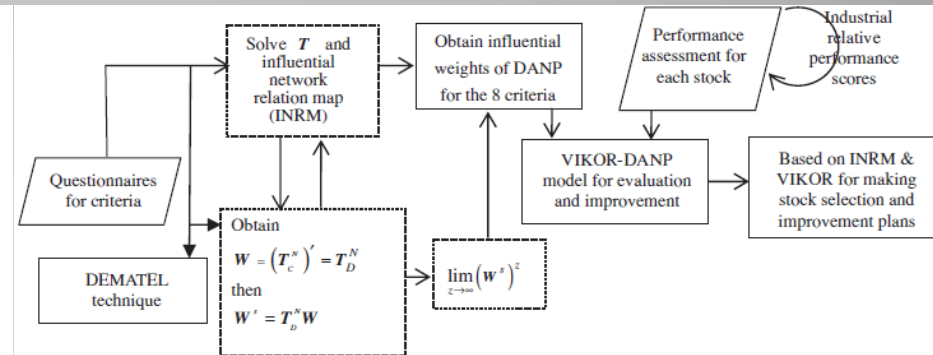 Solve T and
influential
network
relation map
(INRM)
Obtain influential
weights of DANP
for the 8 criteria
Performance
assessment for
each stock
Industrial
relative
performance
scores
Questionnaires
for criteria
DEMATEL
technique
Obtain
W = (T_c^N)′ = T_D^N
then
W^s = T_D^N W
lim_{z→∞} (W^s)^z
VIKOR-DANP
model for evaluation
and improvement
Based on INRM &
VIKOR for making
stock selection and
improvement plans